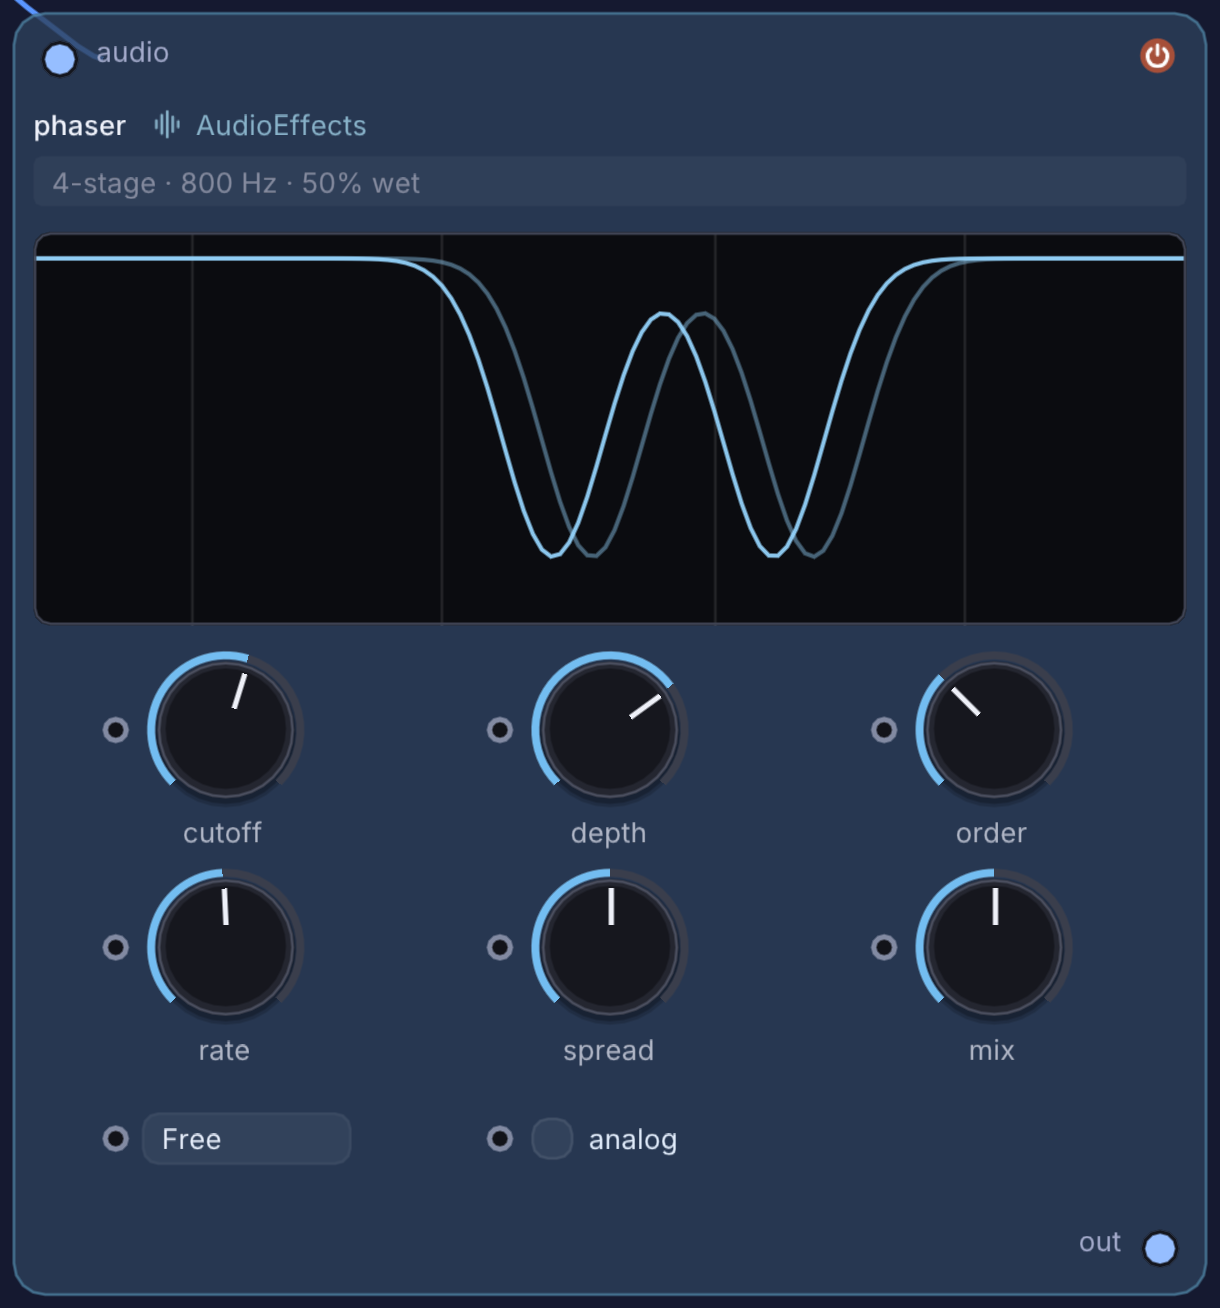 audio
phaser AudioEffects
4-stage · 800 Hz · 50% wet
cutoff depth order
rate spread mix
Free analog
out